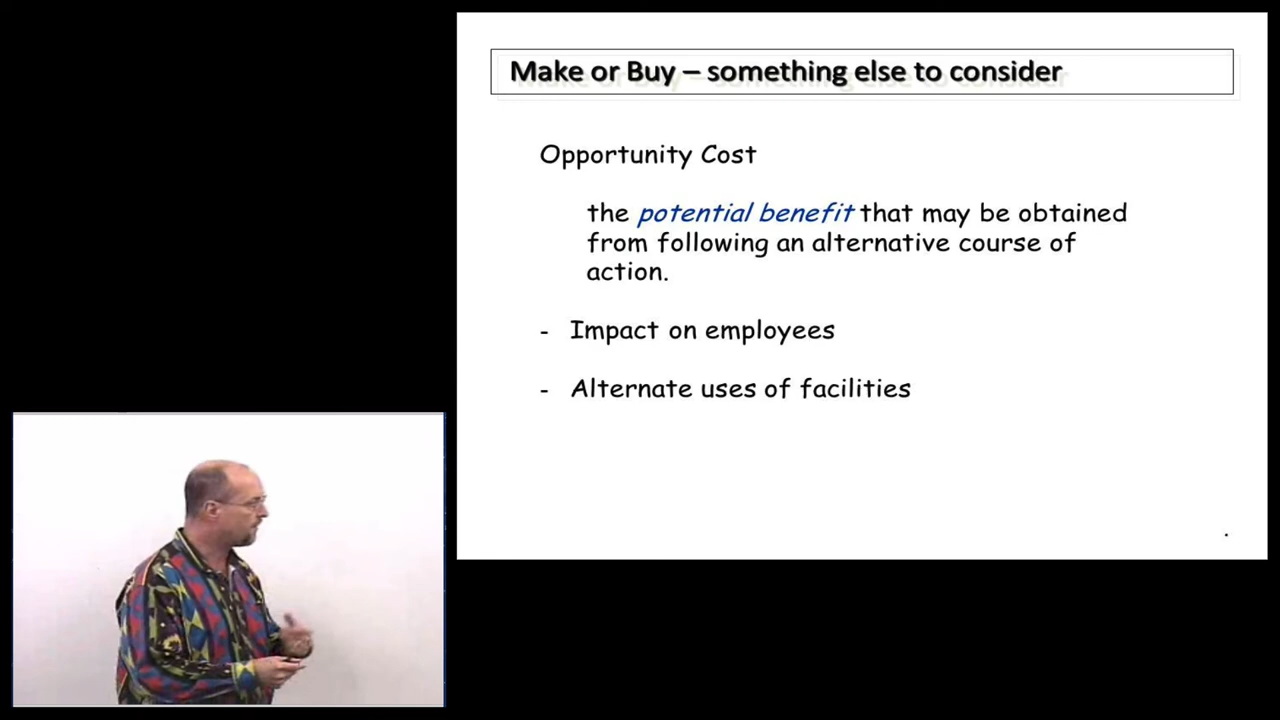 Make or Buy – something else to consider
Opportunity Cost
the potential benefit that may be obtained
from following an alternative course of
action.
- Impact on employees
- Alternate uses of facilities
.